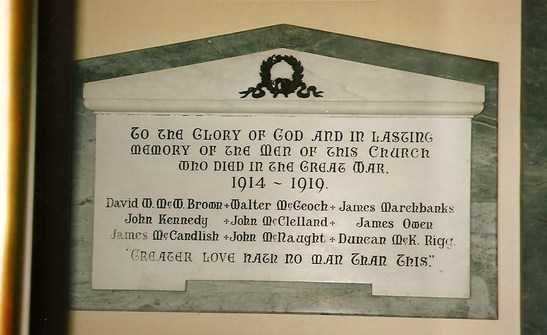 To the Glory of God and in lasting
memory of the Men of this Church
who died in the Great War.
1914 ~ 1919.
David W. McW. Brown + Walter McGeoch + James Marchbanks
John Kennedy + John McClelland + James Owen
James McCandlish + John McNaught + Duncan McK. Rigg.
"Greater love hath no man than this."